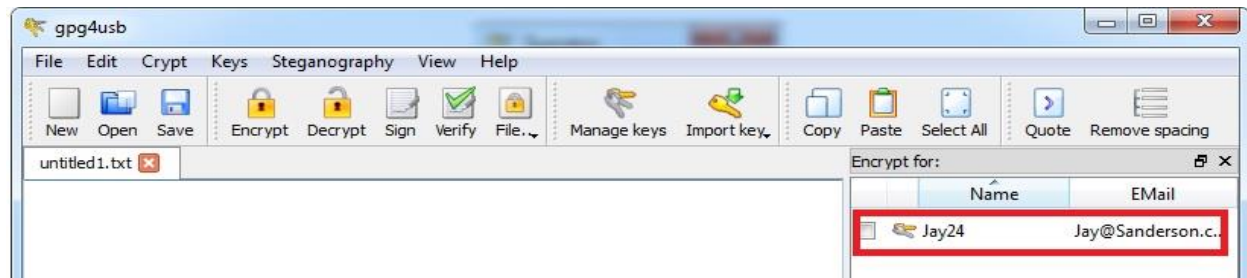 gpg4usb
File Edit Crypt Keys Steganography View Help
New Open Save Encrypt Decrypt Sign Verify File... Manage keys Import key Copy Paste Select All Quote Remove spacing
untitled1.txt
Encrypt for:
Name EMail
Jay24 Jay@Sanderson.c..